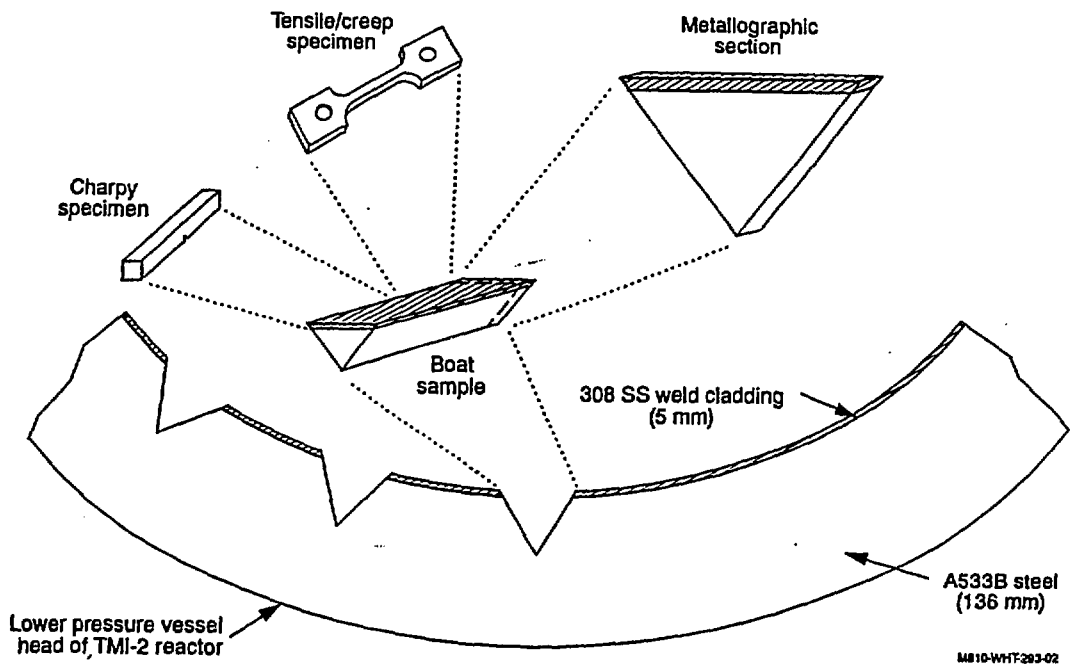 Tensile/creep
specimen
Metallographic
section
Charpy
specimen
Boat
sample
308 SS weld cladding
(5 mm)
A533B steel
(136 mm)
Lower pressure vessel
head of TMI-2 reactor
M810-WHT-293-02